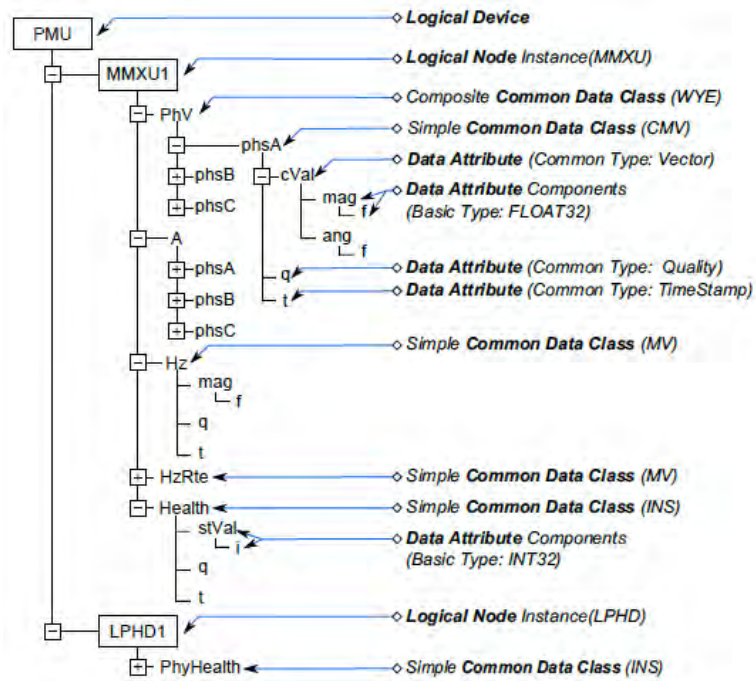 PMU
Logical Device
MMXU1
Logical Node Instance(MMXU)
PhV
Composite Common Data Class (WYE)
phsA
Simple Common Data Class (CMV)
phsB
cVal
Data Attribute (Common Type: Vector)
phsC
mag
f
Data Attribute Components
(Basic Type: FLOAT32)
A
ang
f
phsA
q
Data Attribute (Common Type: Quality)
phsB
t
Data Attribute (Common Type: TimeStamp)
phsC
Hz
Simple Common Data Class (MV)
mag
f
q
t
HzRte
Simple Common Data Class (MV)
Health
Simple Common Data Class (INS)
stVal
i
Data Attribute Components
(Basic Type: INT32)
q
t
LPHD1
Logical Node Instance(LPHD)
PhyHealth
Simple Common Data Class (INS)